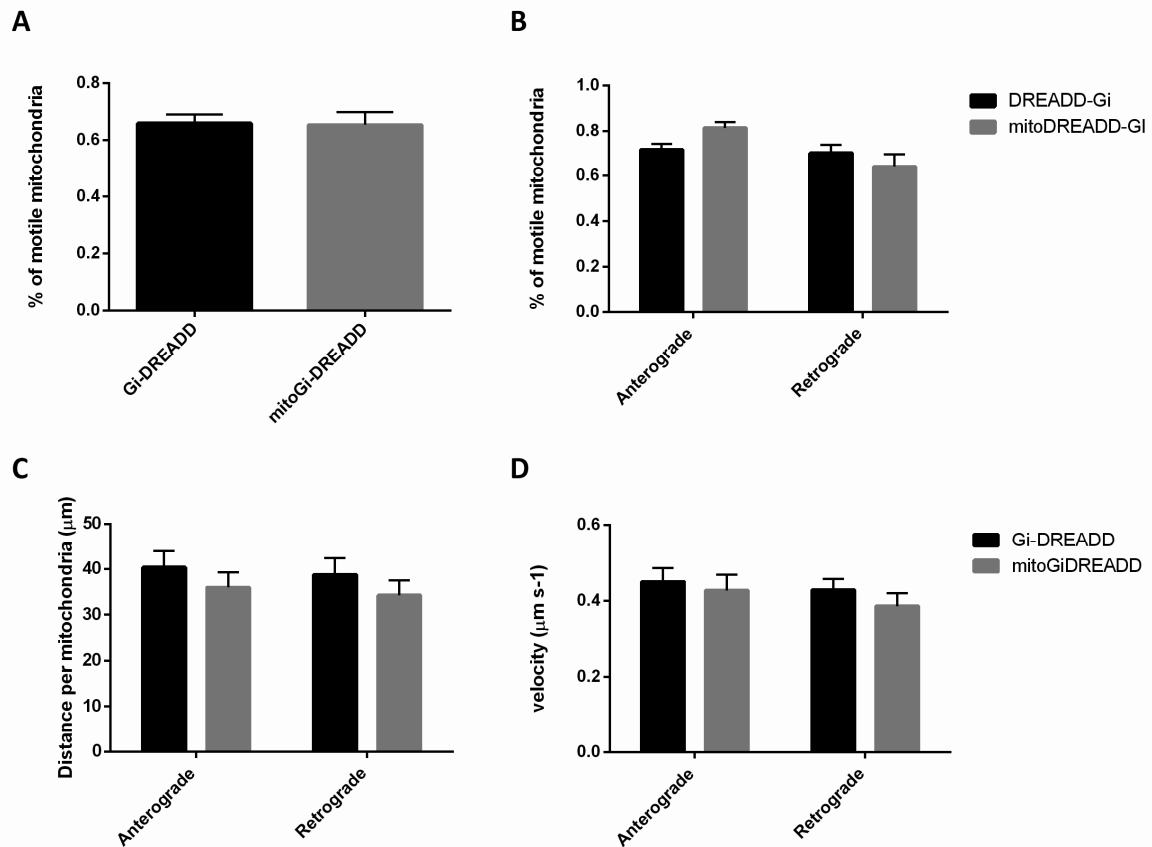 A
% of motile mitochondria
0.8
0.6
0.4
0.2
0.0
Gi-DREADD
mitoGi-DREADD
B
% of motile mitochondria
1.0
0.8
0.6
0.4
0.2
0.0
Anterograde
Retrograde
DREADD-Gi
mitoDREADD-GI
C
Distance per mitochondria (μm)
50
40
30
20
10
0
Anterograde
Retrograde
D
velocity (μm s-1)
0.6
0.4
0.2
0.0
Anterograde
Retrograde
Gi-DREADD
mitoGiDREADD